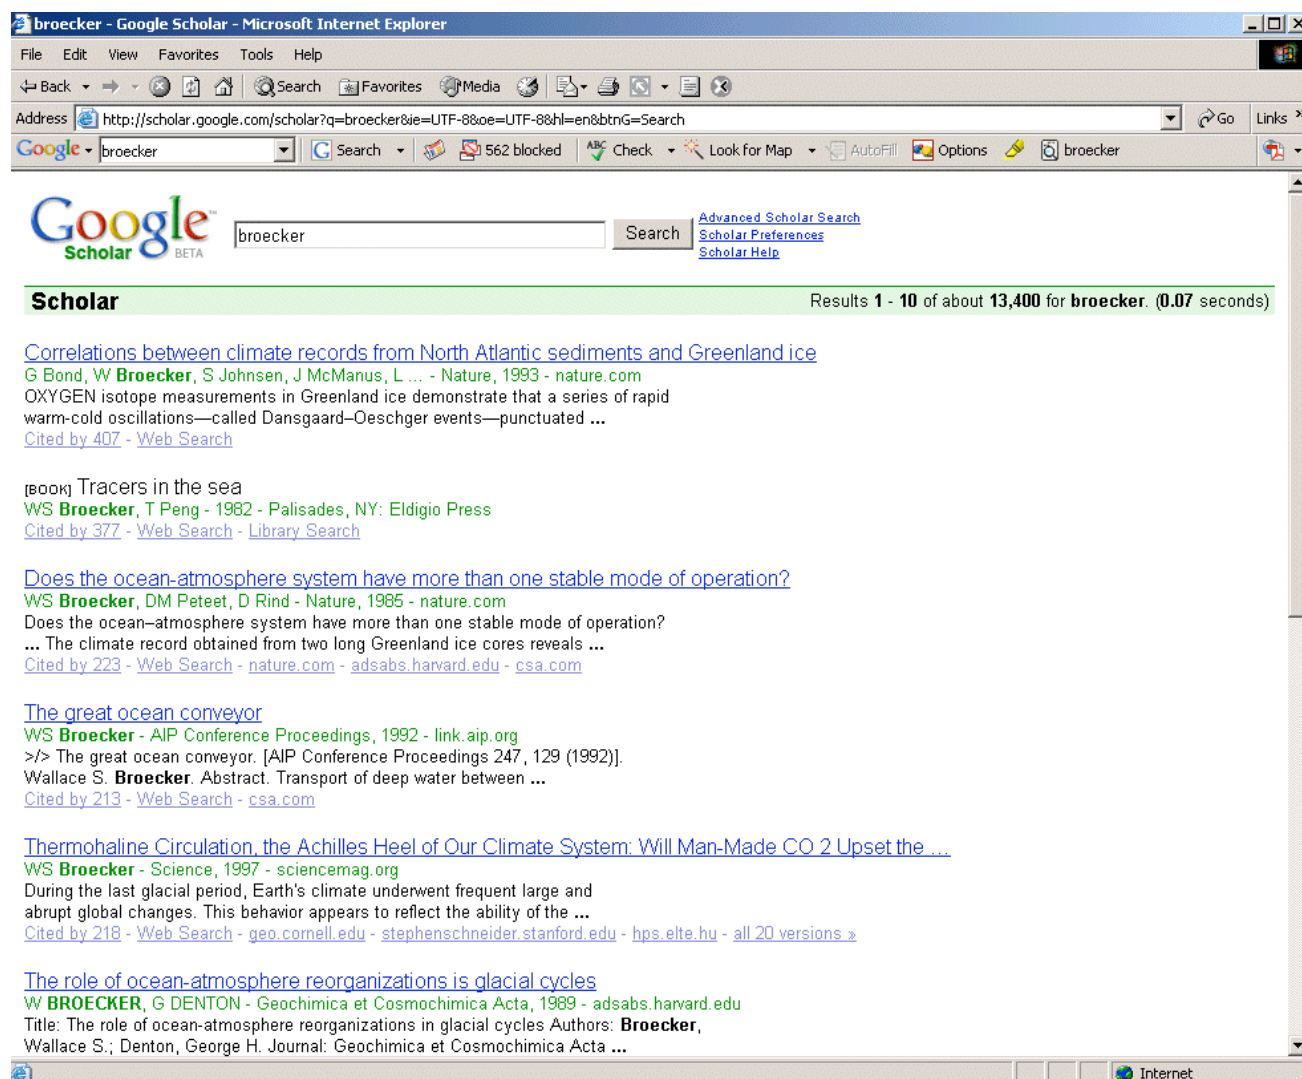 broecker - Google Scholar - Microsoft Internet Explorer
File Edit View Favorites Tools Help
Back Search Favorites Media
Address http://scholar.google.com/scholar?q=broecker&ie=UTF-8&oe=UTF-8&hl=en&btnG=Search Go Links »
Google broecker G Search 562 blocked ABC Check Look for Map AutoFill Options broecker
Google™ Scholar BETA
broecker Search
Advanced Scholar Search
Scholar Preferences
Scholar Help
Scholar Results 1 - 10 of about 13,400 for broecker. (0.07 seconds)
Correlations between climate records from North Atlantic sediments and Greenland ice
G Bond, W Broecker, S Johnsen, J McManus, L ... - Nature, 1993 - nature.com
OXYGEN isotope measurements in Greenland ice demonstrate that a series of rapid
warm-cold oscillations—called Dansgaard–Oeschger events—punctuated ...
Cited by 407 - Web Search
[BOOK] Tracers in the sea
WS Broecker, T Peng - 1982 - Palisades, NY: Eldigio Press
Cited by 377 - Web Search - Library Search
Does the ocean-atmosphere system have more than one stable mode of operation?
WS Broecker, DM Peteet, D Rind - Nature, 1985 - nature.com
Does the ocean–atmosphere system have more than one stable mode of operation?
... The climate record obtained from two long Greenland ice cores reveals ...
Cited by 223 - Web Search - nature.com - adsabs.harvard.edu - csa.com
The great ocean conveyor
WS Broecker - AIP Conference Proceedings, 1992 - link.aip.org
>/> The great ocean conveyor. [AIP Conference Proceedings 247, 129 (1992)].
Wallace S. Broecker. Abstract. Transport of deep water between ...
Cited by 213 - Web Search - csa.com
Thermohaline Circulation, the Achilles Heel of Our Climate System: Will Man-Made CO 2 Upset the ...
WS Broecker - Science, 1997 - sciencemag.org
During the last glacial period, Earth's climate underwent frequent large and
abrupt global changes. This behavior appears to reflect the ability of the ...
Cited by 218 - Web Search - geo.cornell.edu - stephenschneider.stanford.edu - hps.elte.hu - all 20 versions »
The role of ocean-atmosphere reorganizations is glacial cycles
W BROECKER, G DENTON - Geochimica et Cosmochimica Acta, 1989 - adsabs.harvard.edu
Title: The role of ocean-atmosphere reorganizations in glacial cycles Authors: Broecker,
Wallace S.; Denton, George H. Journal: Geochimica et Cosmochimica Acta ...
Internet